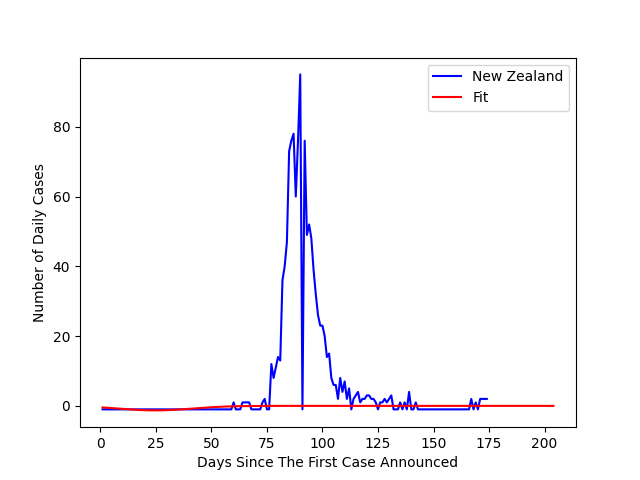 New Zealand
Fit
Number of Daily Cases
80
60
40
20
0
0 25 50 75 100 125 150 175 200
Days Since The First Case Announced